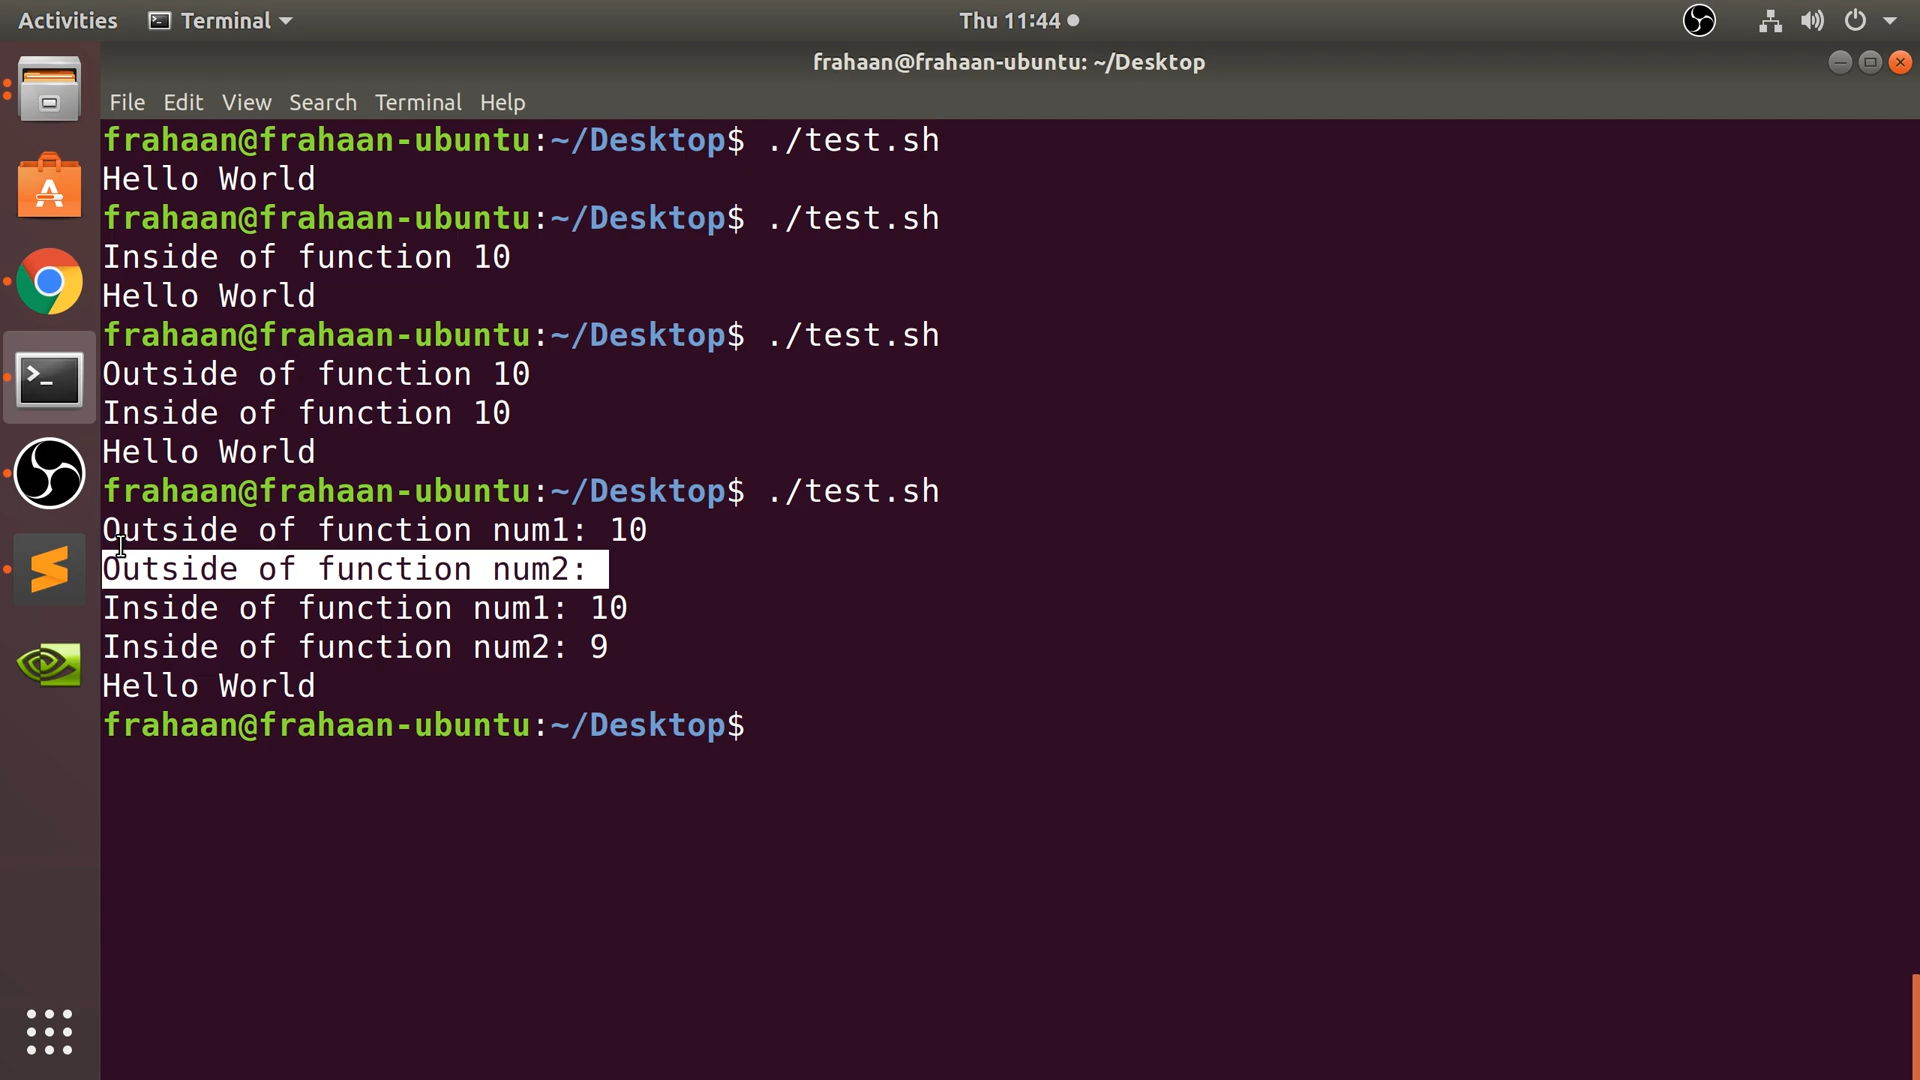 Activities Terminal Thu 11:44
frahaan@frahaan-ubuntu: ~/Desktop
File Edit View Search Terminal Help
frahaan@frahaan-ubuntu:~/Desktop$ ./test.sh
Hello World
frahaan@frahaan-ubuntu:~/Desktop$ ./test.sh
Inside of function 10
Hello World
frahaan@frahaan-ubuntu:~/Desktop$ ./test.sh
Outside of function 10
Inside of function 10
Hello World
frahaan@frahaan-ubuntu:~/Desktop$ ./test.sh
Outside of function num1: 10
Outside of function num2:
Inside of function num1: 10
Inside of function num2: 9
Hello World
frahaan@frahaan-ubuntu:~/Desktop$